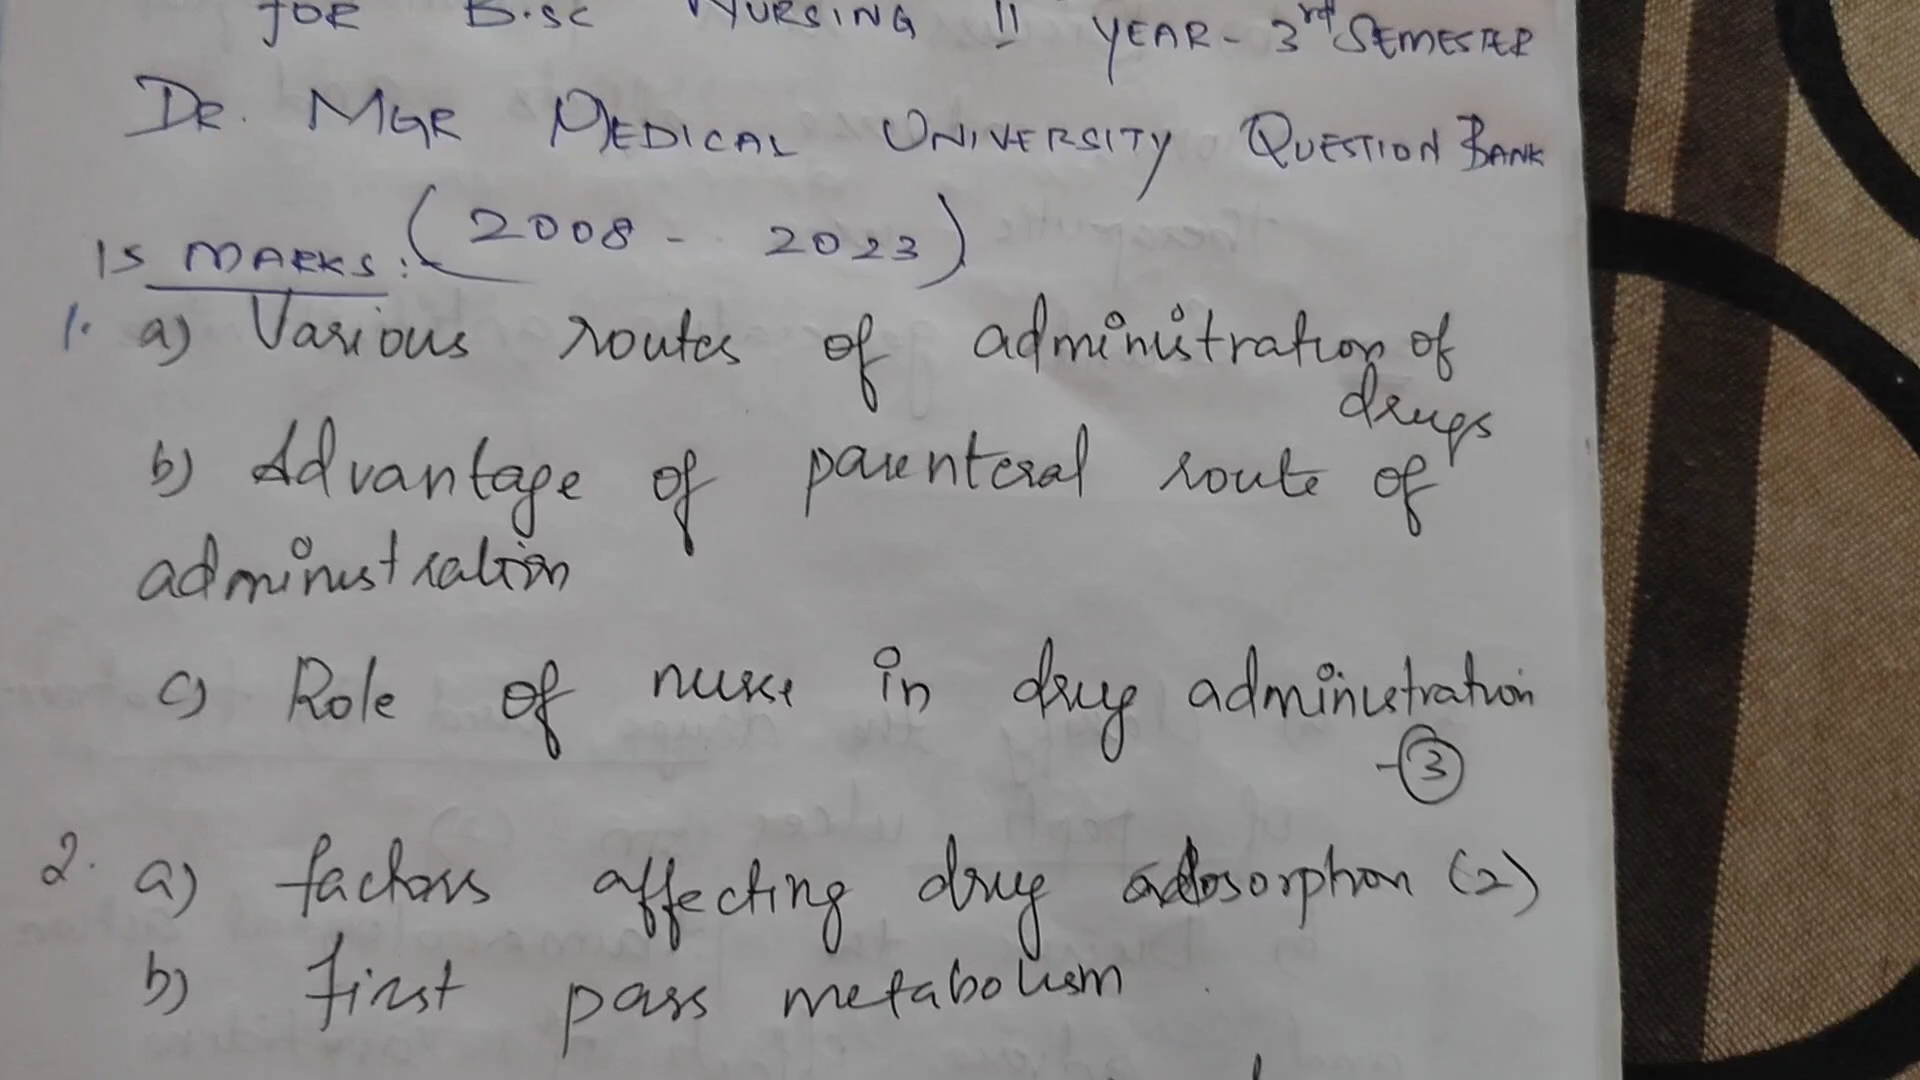 FOR B.Sc NURSING II YEAR - 3rd SEMESTER
DR. MGR MEDICAL UNIVERSITY QUESTION BANK
(2008 - 2023)
15 MARKS:-
1. a) Various routes of administration of
drugs
b) Advantage of parenteral route of
administration
c) Role of nurse in drug administration
- 3
2. a) factors affecting drug absorption (2)
b) first pass metabolism